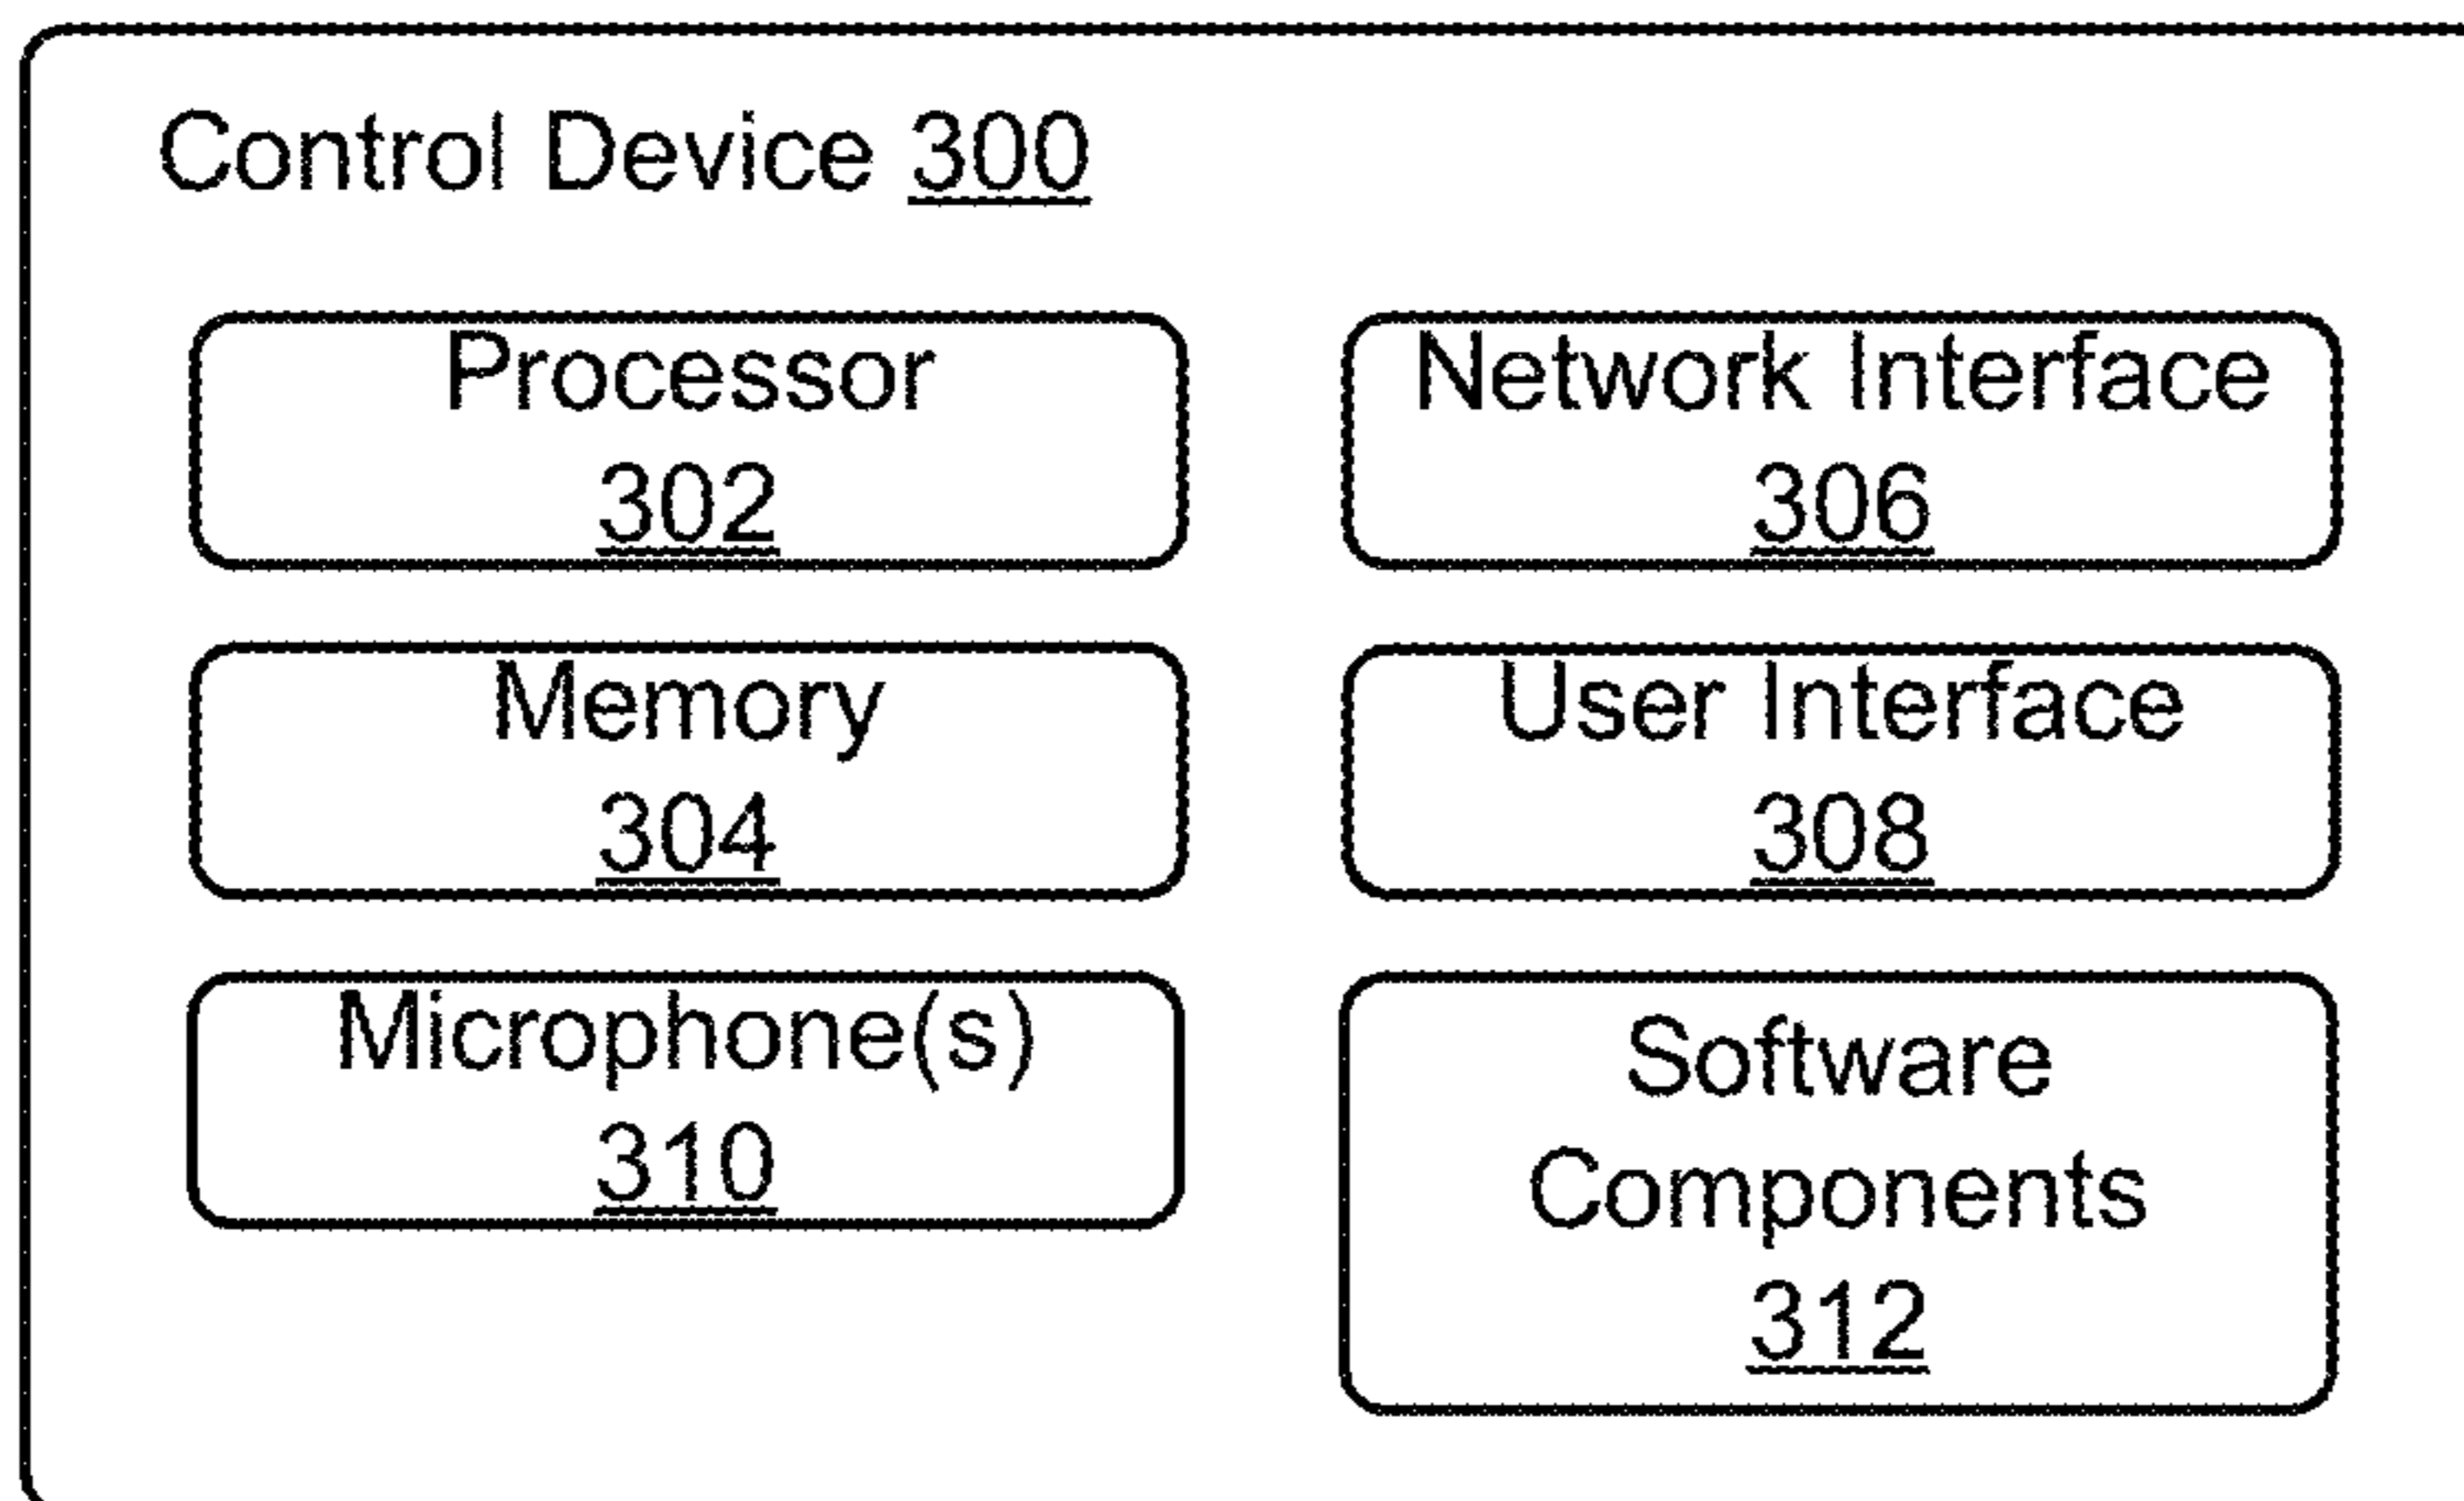 Control Device 300
Processor
302
Network Interface
306
Memory
304
User Interface
308
Microphone(s)
310
Software
Components
312